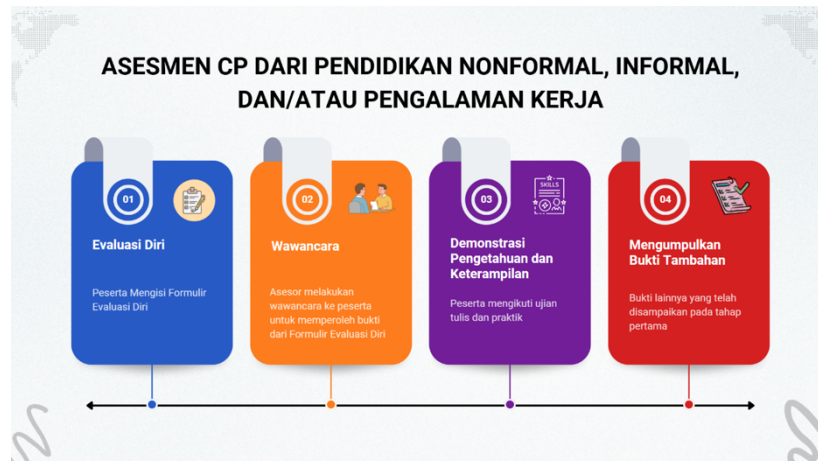 ASESMEN CP DARI PENDIDIKAN NONFORMAL, INFORMAL,
DAN/ATAU PENGALAMAN KERJA
01
Evaluasi Diri
Peserta Mengisi Formulir
Evaluasi Diri
02
Wawancara
Asesor melakukan
wawancara ke peserta
untuk memperoleh bukti
dari Formulir Evaluasi Diri
03
SKILLS
Demonstrasi
Pengetahuan dan
Keterampilan
Peserta mengikuti ujian
tulis dan praktik
04
Mengumpulkan
Bukti Tambahan
Bukti lainnya yang telah
disampaikan pada tahap
pertama